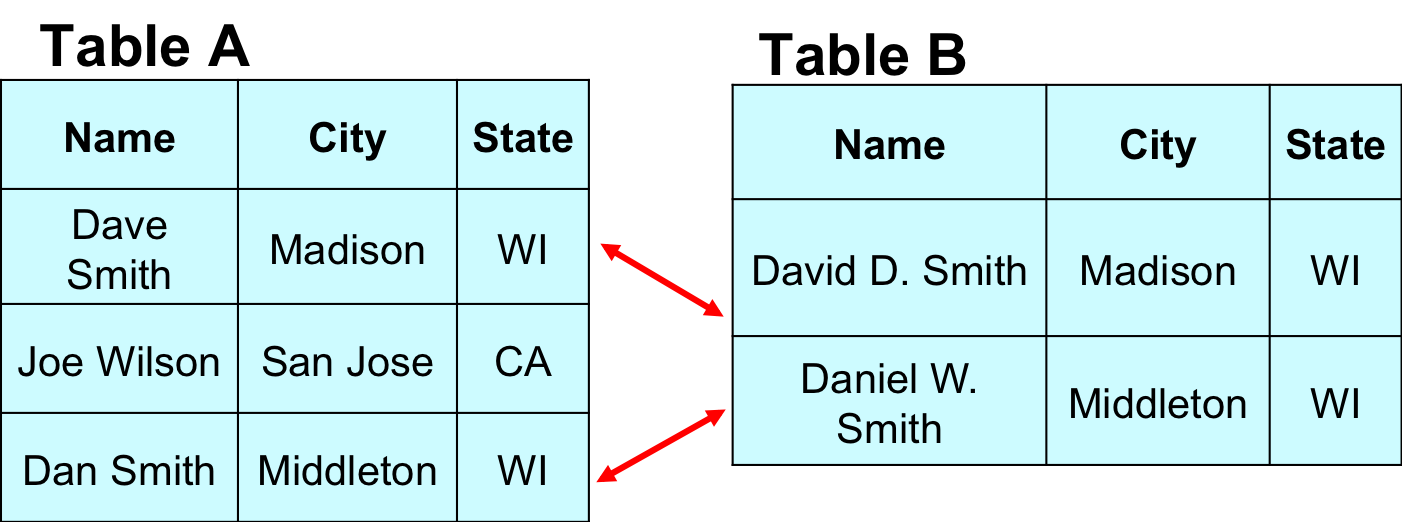 Table A
Name City State
Dave
Smith
Madison WI
Joe Wilson San Jose CA
Dan Smith Middleton WI
Table B
Name City State
David D. Smith Madison WI
Daniel W.
Smith
Middleton WI